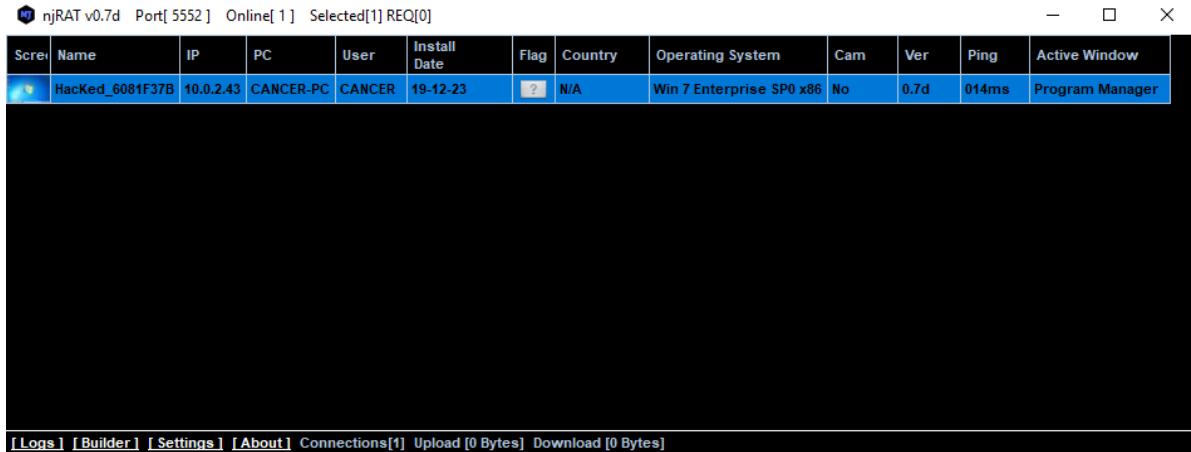 njRAT v0.7d Port[ 5552 ] Online[ 1 ] Selected[1] REQ[0]
Name IP PC User Install Date Flag Country Operating System Cam Ver Ping Active Window
HacKed_6081F37B 10.0.2.43 CANCER-PC CANCER 19-12-23 ? N/A Win 7 Enterprise SP0 x86 No 0.7d 014ms Program Manager
[ Logs ] [ Builder ] [ Settings ] [ About ] Connections[1] Upload [0 Bytes] Download [0 Bytes]